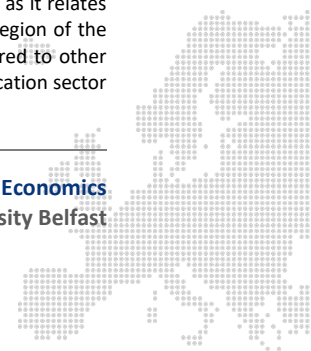 as it relates
egion of the
red to other
cation sector
Economics
sity Belfast